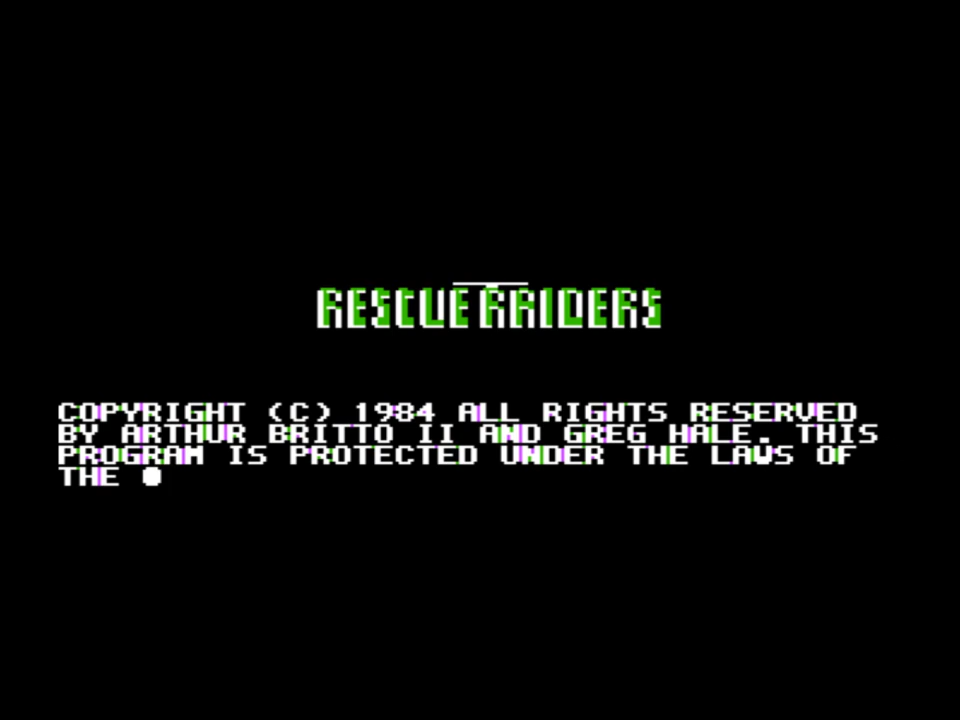 RESCUE RAIDERS
COPYRIGHT (C) 1984 ALL RIGHTS RESERVED
BY ARTHUR BRITTO II AND GREG HALE. THIS
PROGRAM IS PROTECTED UNDER THE LAWS OF
THE